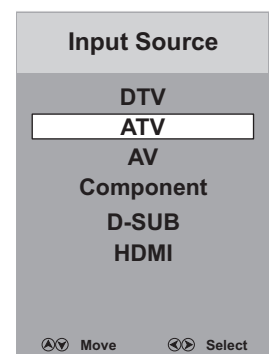 Input Source
DTV
ATV
AV
Component
D-SUB
HDMI
Move Select